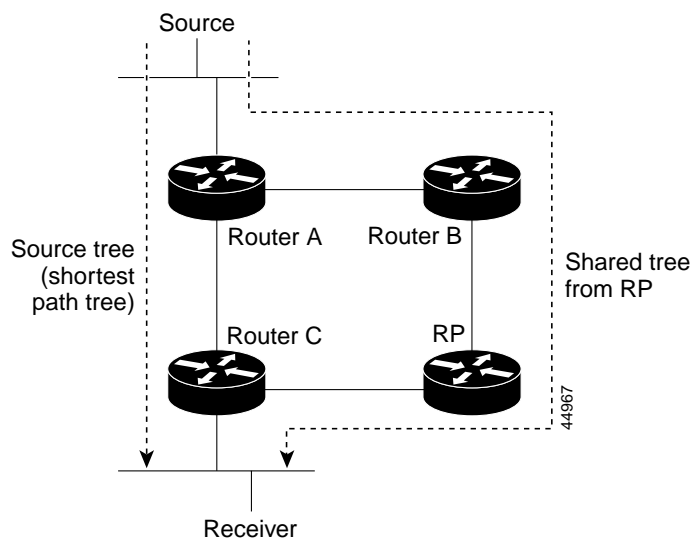 Source
Router A
Router B
Source tree
(shortest
path tree)
Shared tree
from RP
Router C
RP
44967
Receiver